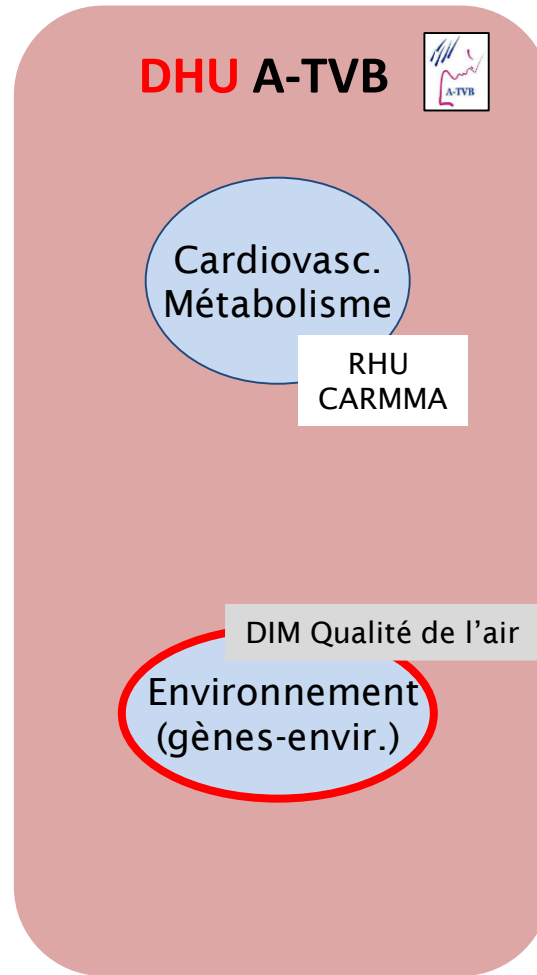 DHU A-TVB
A-TVB
Cardiovasc.
Métabolisme
RHU
CARMMA
DIM Qualité de l’air
Environnement
(gènes-envir.)